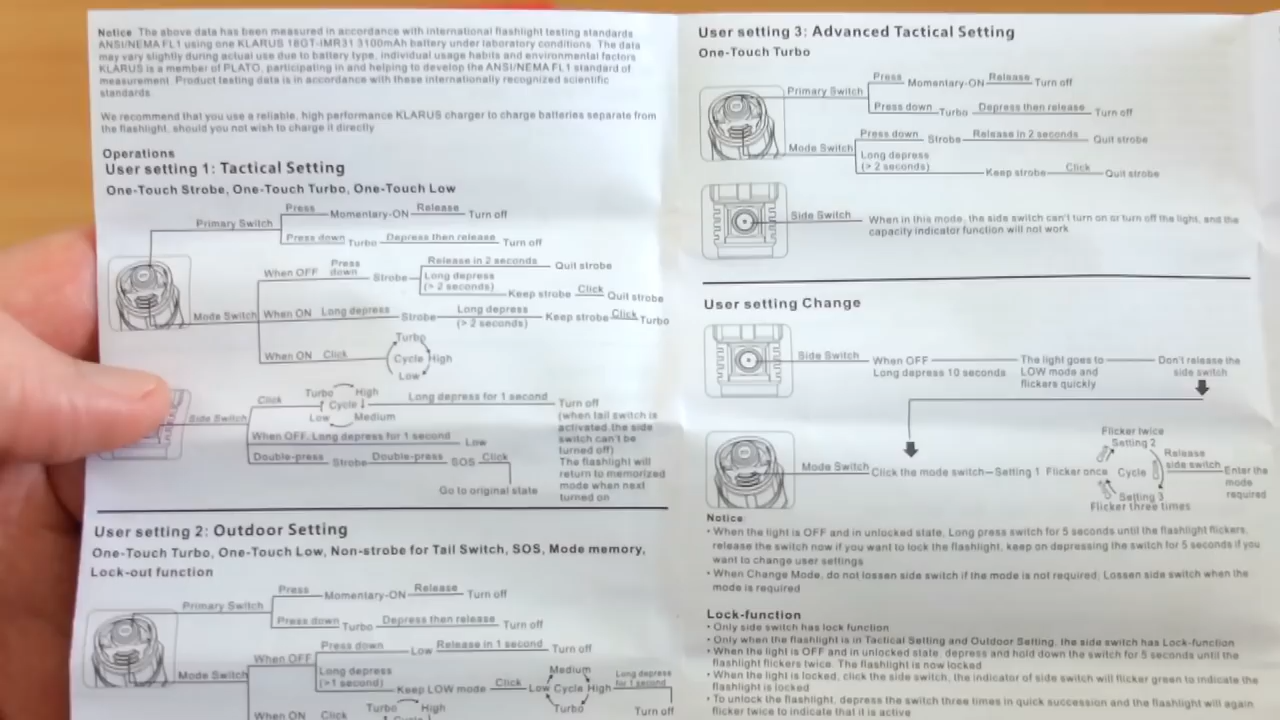 Notice The above data has been measured in accordance with international flashlight testing standards
ANSI/NEMA FL1 using one KLARUS 18GT-IMR31 3100mAh battery under laboratory conditions. The data
may vary slightly during actual use due to battery type, individual usage habits and environmental factors
KLARUS is a member of PLATO, participating in and helping to develop the ANSI/NEMA FL1 standard of
measurement. Product testing data is in accordance with these internationally recognized scientific
standards
We recommend that you use a reliable, high performance KLARUS charger to charge batteries separate from
the flashlight, should you not wish to charge it directly
Operations
User setting 1: Tactical Setting
One-Touch Strobe, One-Touch Turbo, One-Touch Low
Primary Switch
Press Momentary-ON Release Turn off
Press down Turbo Depress then release Turn off
Mode Switch
When OFF Press down Strobe
Release in 2 seconds Quit strobe
Long depress
(> 2 seconds) Keep strobe Click Quit strobe
When ON Long depress Strobe Long depress
(> 2 seconds) Keep strobe Click Turbo
When ON Click
Turbo
Cycle High
Low
Side Switch
Click
Turbo High
Cycle
Low Medium
Long depress for 1 second Turn off
(when tail switch is
activated,the side
switch can't be
turned off)
The flashlight will
return to memorized
mode when next
turned on
When OFF, Long depress for 1 second Low
Double-press Strobe Double-press SOS Click
Go to original state
User setting 2: Outdoor Setting
One-Touch Turbo, One-Touch Low, Non-strobe for Tail Switch, SOS, Mode memory,
Lock-out function
Primary Switch
Press Momentary-ON Release Turn off
Press down Turbo Depress then release Turn off
Mode Switch
When OFF
Press down Low Release in 1 second Turn off
Long depress
(>1 second) Keep LOW mode Click
Medium
Low Cycle High
Turbo
Long depress
for 1 second
Turn off
When ON Click
Turbo High
User setting 3: Advanced Tactical Setting
One-Touch Turbo
Primary Switch
Press Momentary-ON Release Turn off
Press down Turbo Depress then release Turn off
Mode Switch
Press down Strobe Release in 2 seconds Quit strobe
Long depress
(> 2 seconds) Keep strobe Click Quit strobe
Side Switch When in this mode, the side switch can't turn on or turn off the light, and the
capacity indicator function will not work
User setting Change
Side Switch
When OFF
Long depress 10 seconds
The light goes to
LOW mode and
flickers quickly
Don't release the
side switch
Mode Switch Click the mode switch Setting 1 Flicker once
Flicker twice
Setting 2
Cycle
Setting 3
Flicker three times
Release
side switch
Enter the
mode
required
Notice:
• When the light is OFF and in unlocked state, Long press switch for 5 seconds until the flashlight flickers,
release the switch now if you want to lock the flashlight, keep on depressing the switch for 5 seconds if you
want to change user settings
• When Change Mode, do not lossen side switch if the mode is not required; Lossen side switch when the
mode is required
Lock-function
• Only side switch has lock function
• Only when the flashlight is in Tactical Setting and Outdoor Setting, the side switch has Lock-function
• When the light is OFF and in unlocked state, depress and hold down the switch for 5 seconds until the
flashlight flickers twice. The flashlight is now locked
• When the light is locked, click the side switch, the indicator of side switch will flicker green to indicate the
flashlight is locked
• To unlock the flashlight, depress the switch three times in quick succession and the flashlight will again
flicker twice to indicate that it is active